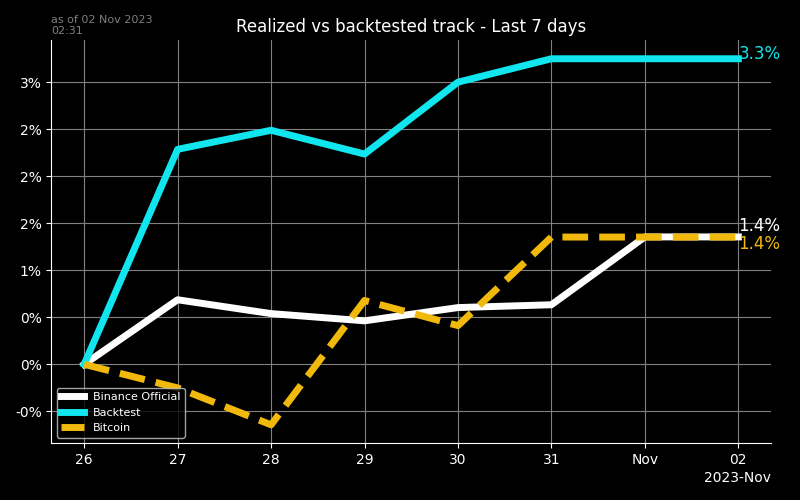 as of 02 Nov 2023
02:31
Realized vs backtested track - Last 7 days
3%
2%
2%
2%
1%
0%
0%
-0%
3.3%
1.4%
1.4%
Binance Official
Backtest
Bitcoin
26
27
28
29
30
31
Nov
02
2023-Nov